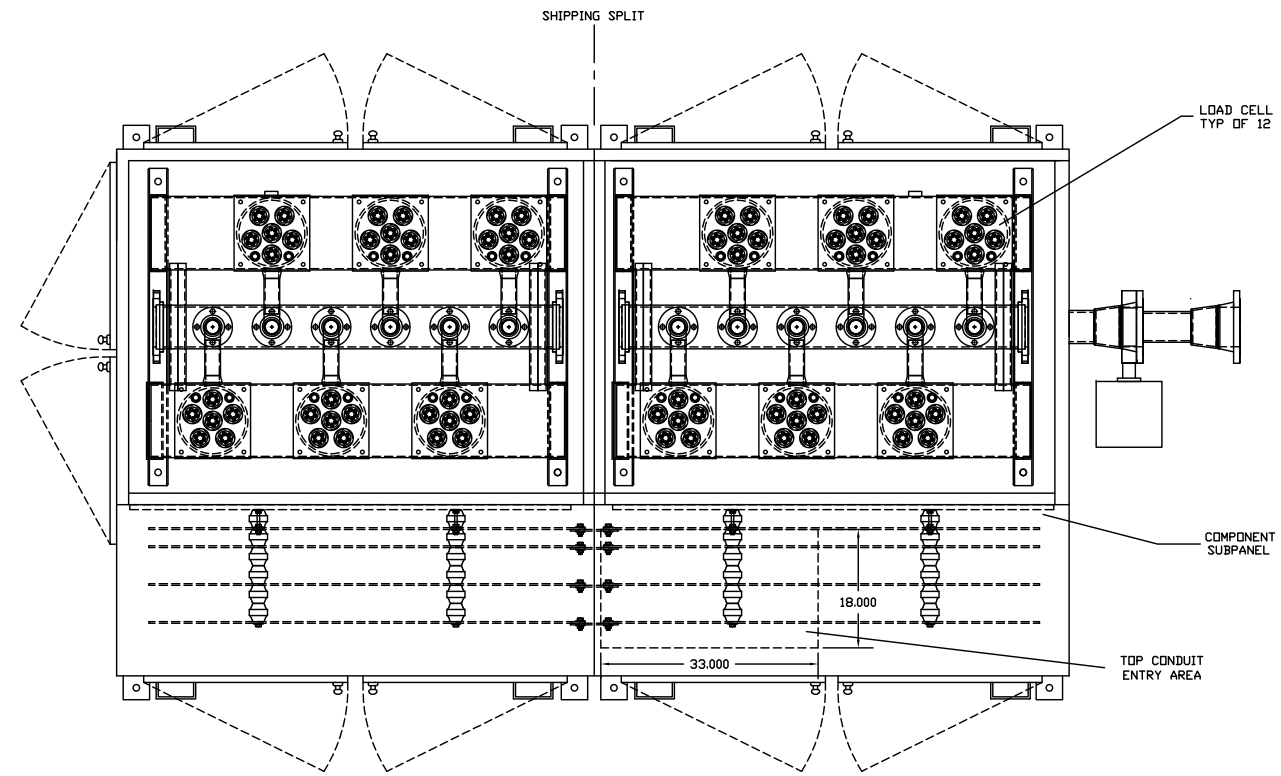 SHIPPING SPLIT
LOAD CELL
TYP OF 12
COMPONENT
SUBPANEL
18.000
33.000
TOP CONDUIT
ENTRY AREA